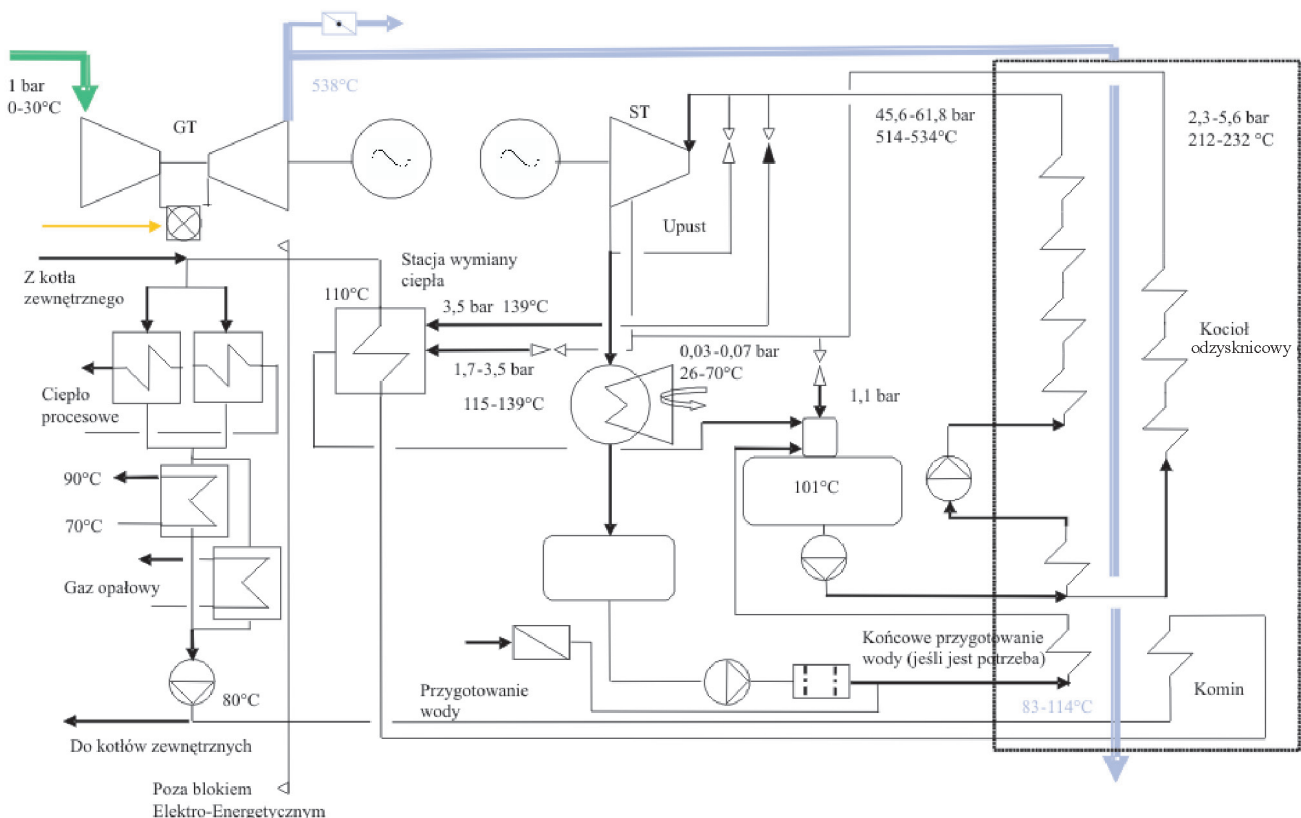 1 bar
0-30°C
GT
538°C
ST
45,6-61,8 bar
514-534°C
2,3-5,6 bar
212-232 °C
Upust
Z kotła
zewnętrznego
Stacja wymiany
ciepła
110°C
3,5 bar 139°C
1,7-3,5 bar
115-139°C
0,03-0,07 bar
26-70°C
1,1 bar
Kocioł
odzysknicowy
Ciepło
procesowe
90°C
70°C
101°C
Gaz opałowy
80°C
Do kotłów zewnętrznych
Przygotowanie
wody
Końcowe przygotowanie
wody (jeśli jest potrzeba)
83-114°C
Komin
Poza blokiem
Elektro-Energetycznym